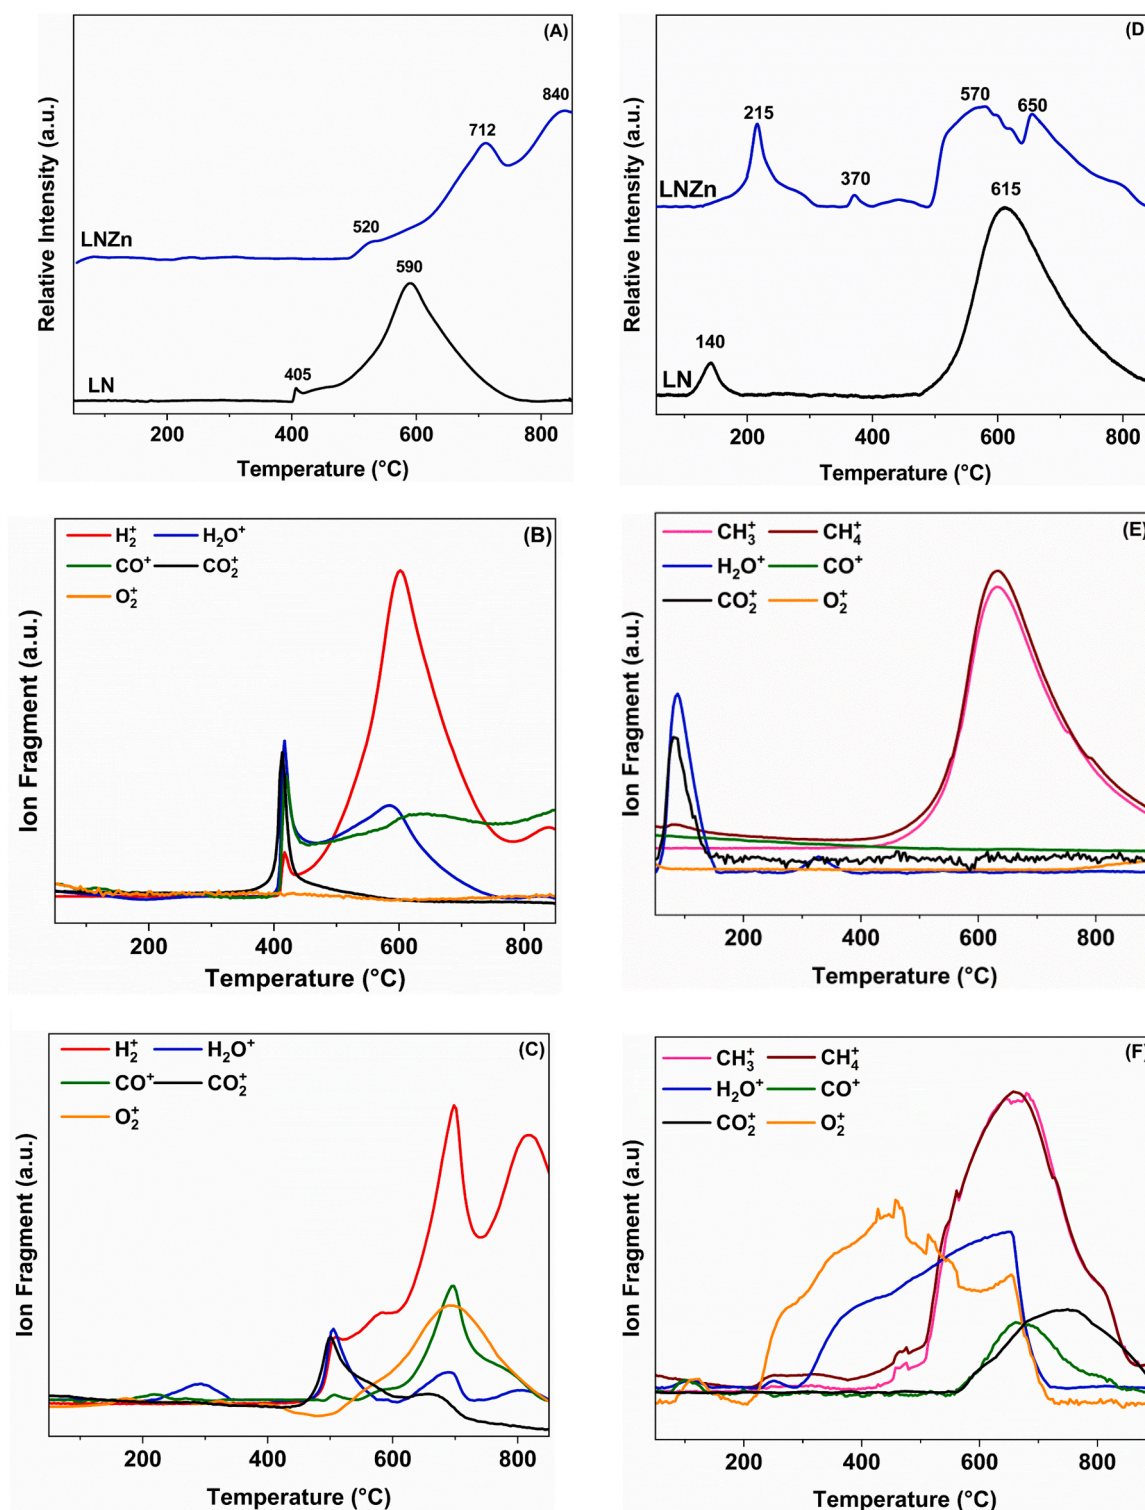 (A)
840
712
LNZn
520
590
405
LN
Relative Intensity (a.u.)
200 400 600 800
Temperature (°C)
(D)
215
570
650
370
LNZn
615
140
LN
Relative Intensity (a.u.)
200 400 600 800
Temperature (°C)
(B)
H₂⁺ H₂O⁺
CO⁺ CO₂⁺
O₂⁺
Ion Fragment (a.u.)
200 400 600 800
Temperature (°C)
(E)
CH₃⁺ CH₄⁺
H₂O⁺ CO⁺
CO₂⁺ O₂⁺
Ion Fragment (a.u.)
200 400 600 800
Temperature (°C)
(C)
H₂⁺ H₂O⁺
CO⁺ CO₂⁺
O₂⁺
Ion Fragment (a.u.)
200 400 600 800
Temperature (°C)
(F)
CH₃⁺ CH₄⁺
H₂O⁺ CO⁺
CO₂⁺ O₂⁺
Ion Fragment (a.u)
200 400 600 800
Temperature (°C)